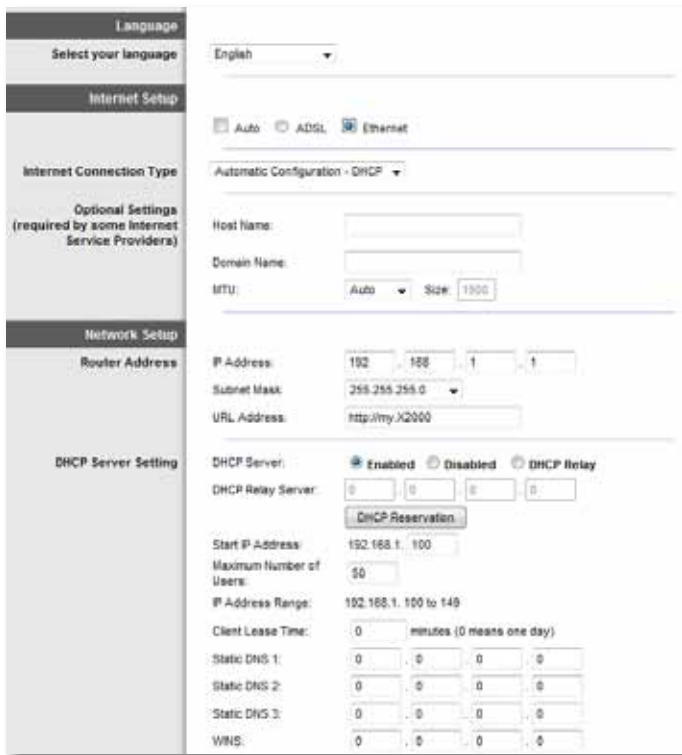 Language
Select your language English
Internet Setup
Auto ADSL Ethernet
Internet Connection Type Automatic Configuration - DHCP
Optional Settings
(required by some Internet
Service Providers)
Host Name:
Domain Name:
MTU: Auto Size: 1500
Network Setup
Router Address IP Address: 192 . 168 . 1 . 1
Subnet Mask: 255.255.255.0
URL Address: http://my.X2000
DHCP Server Setting DHCP Server: Enabled Disabled DHCP Relay
DHCP Relay Server: 0 . 0 . 0 . 0
DHCP Reservation
Start IP Address: 192.168.1. 100
Maximum Number of
Users: 50
IP Address Range: 192.168.1. 100 to 149
Client Lease Time: 0 minutes (0 means one day)
Static DNS 1: 0 . 0 . 0 . 0
Static DNS 2: 0 . 0 . 0 . 0
Static DNS 3: 0 . 0 . 0 . 0
WINS: 0 . 0 . 0 . 0